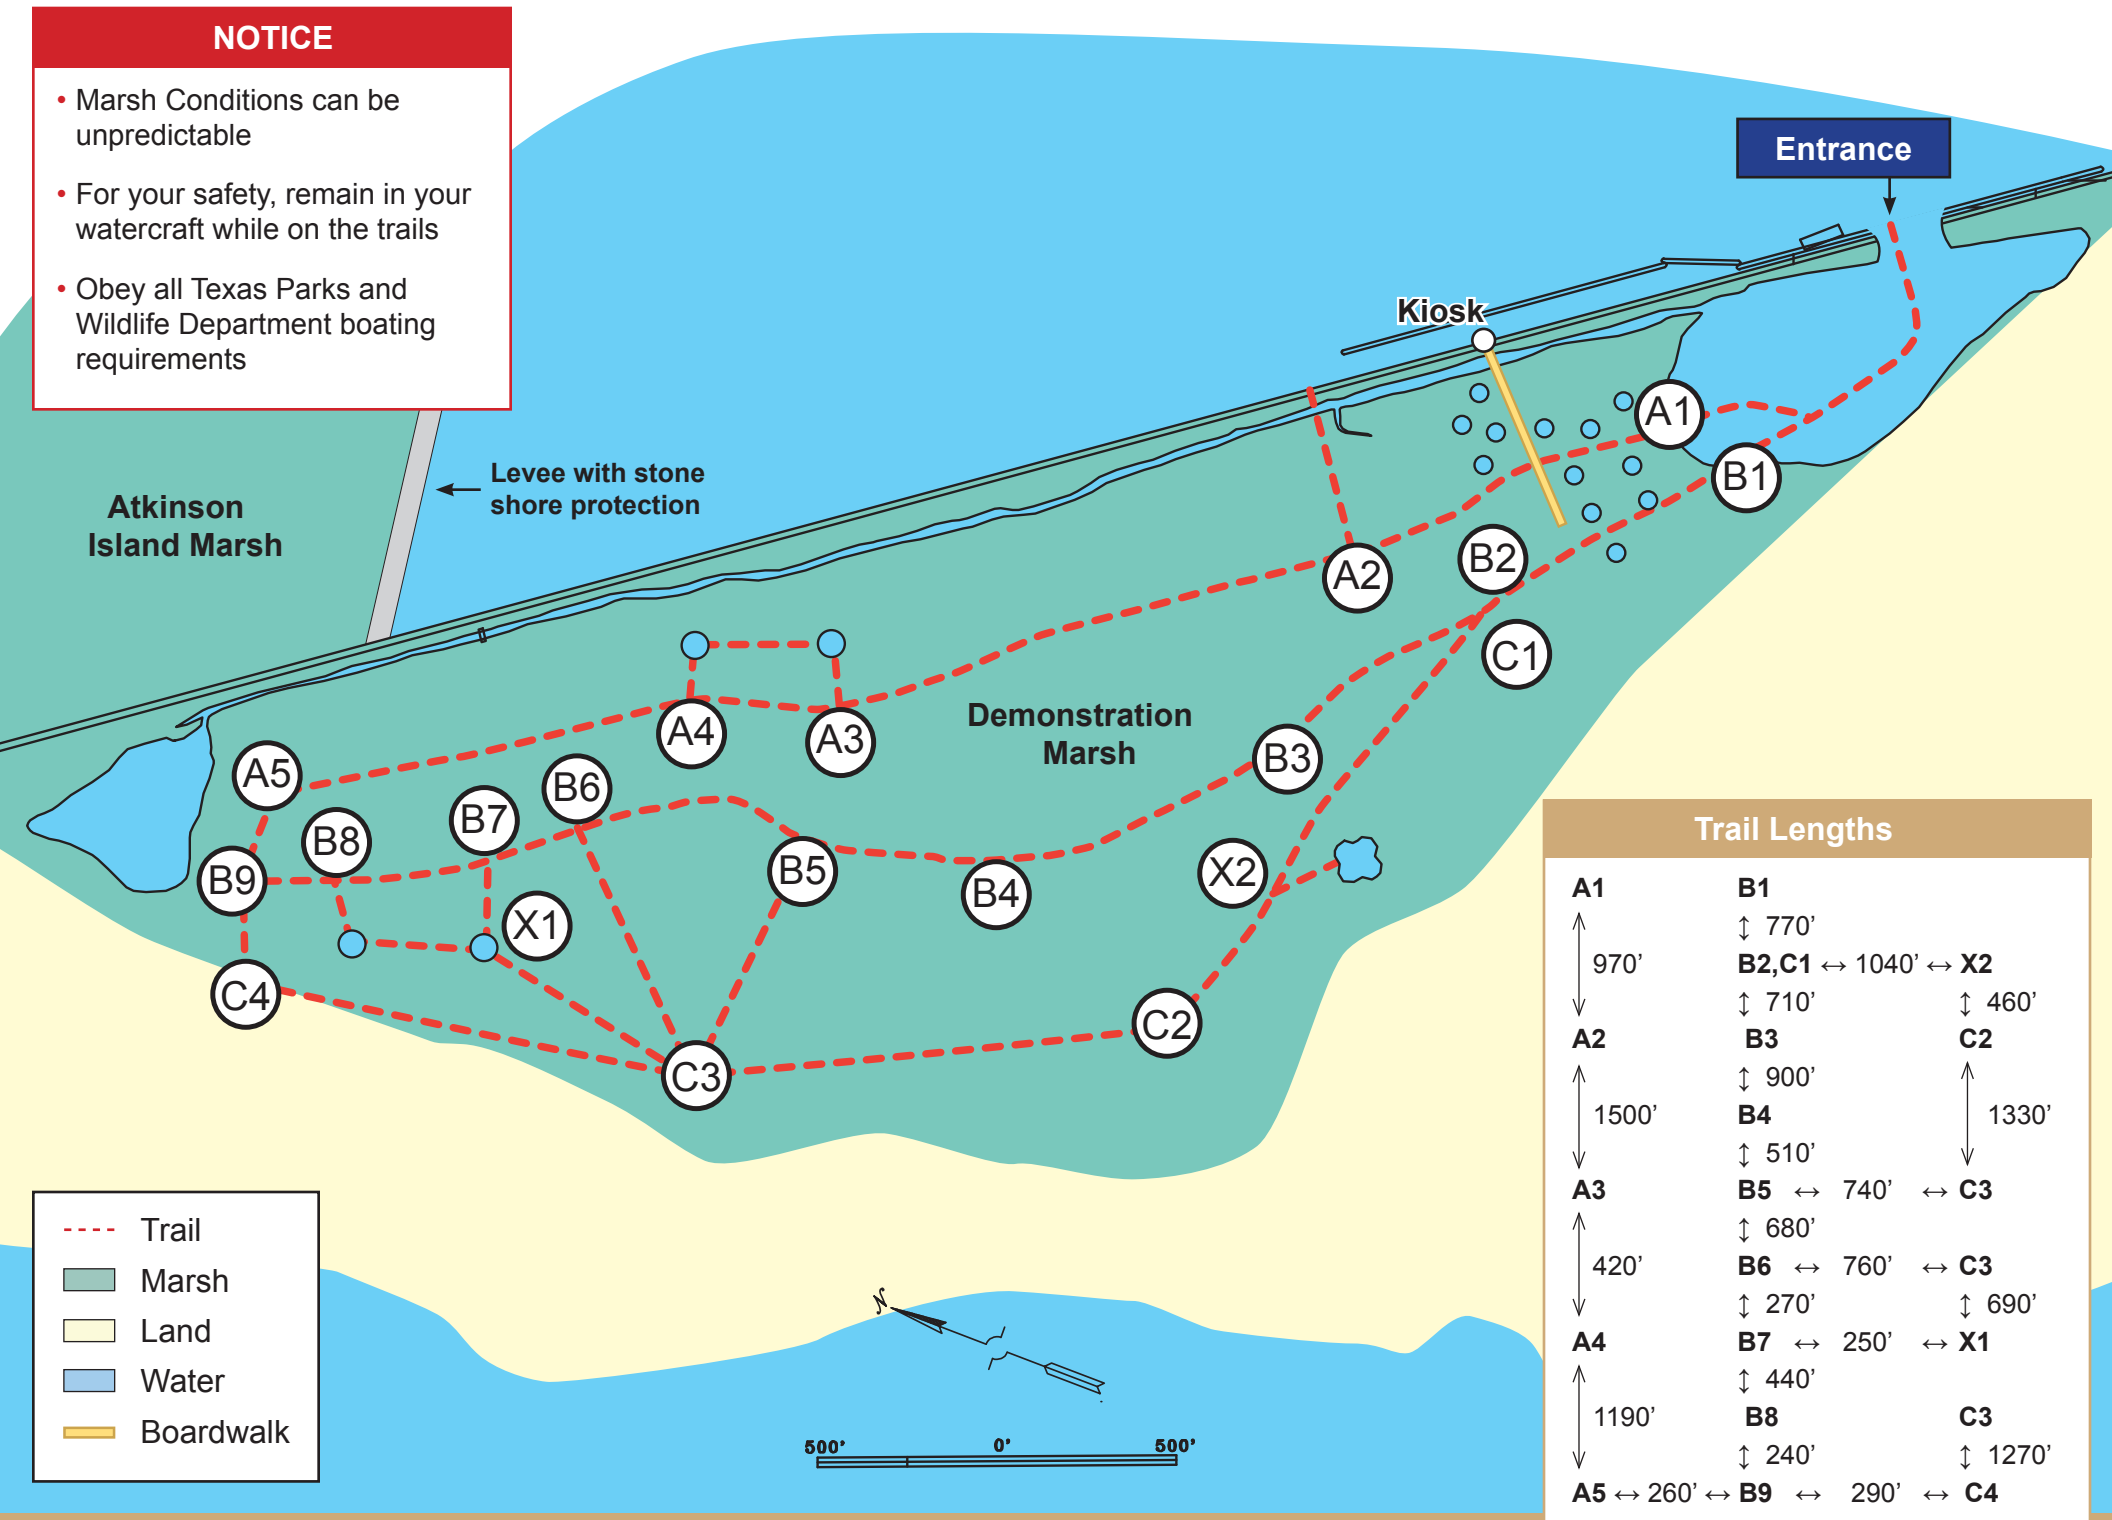 NOTICE
• Marsh Conditions can be
unpredictable
• For your safety, remain in your
watercraft while on the trails
• Obey all Texas Parks and
Wildlife Department boating
requirements
Entrance
Kiosk
Levee with stone
shore protection
Atkinson
Island Marsh
A1
B1
B2
A2
C1
Demonstration
Marsh
A4
A3
B3
A5
B6
B7
B8
B5
X2
B9
B4
X1
C4
C2
C3
Trail
Marsh
Land
Water
Boardwalk
N
500' 0' 500'
Trail Lengths
A1 B1
↕ 770’
970’ B2,C1 ↔ 1040’ ↔ X2
↕ 710’ ↕ 460’
A2 B3 C2
↕ 900’
1500’ B4 1330’
↕ 510’
A3 B5 ↔ 740’ ↔ C3
↕ 680’
420’ B6 ↔ 760’ ↔ C3
↕ 270’ ↕ 690’
A4 B7 ↔ 250’ ↔ X1
↕ 440’
1190’ B8 C3
↕ 240’ ↕ 1270’
A5 ↔ 260’ ↔ B9 ↔ 290’ ↔ C4